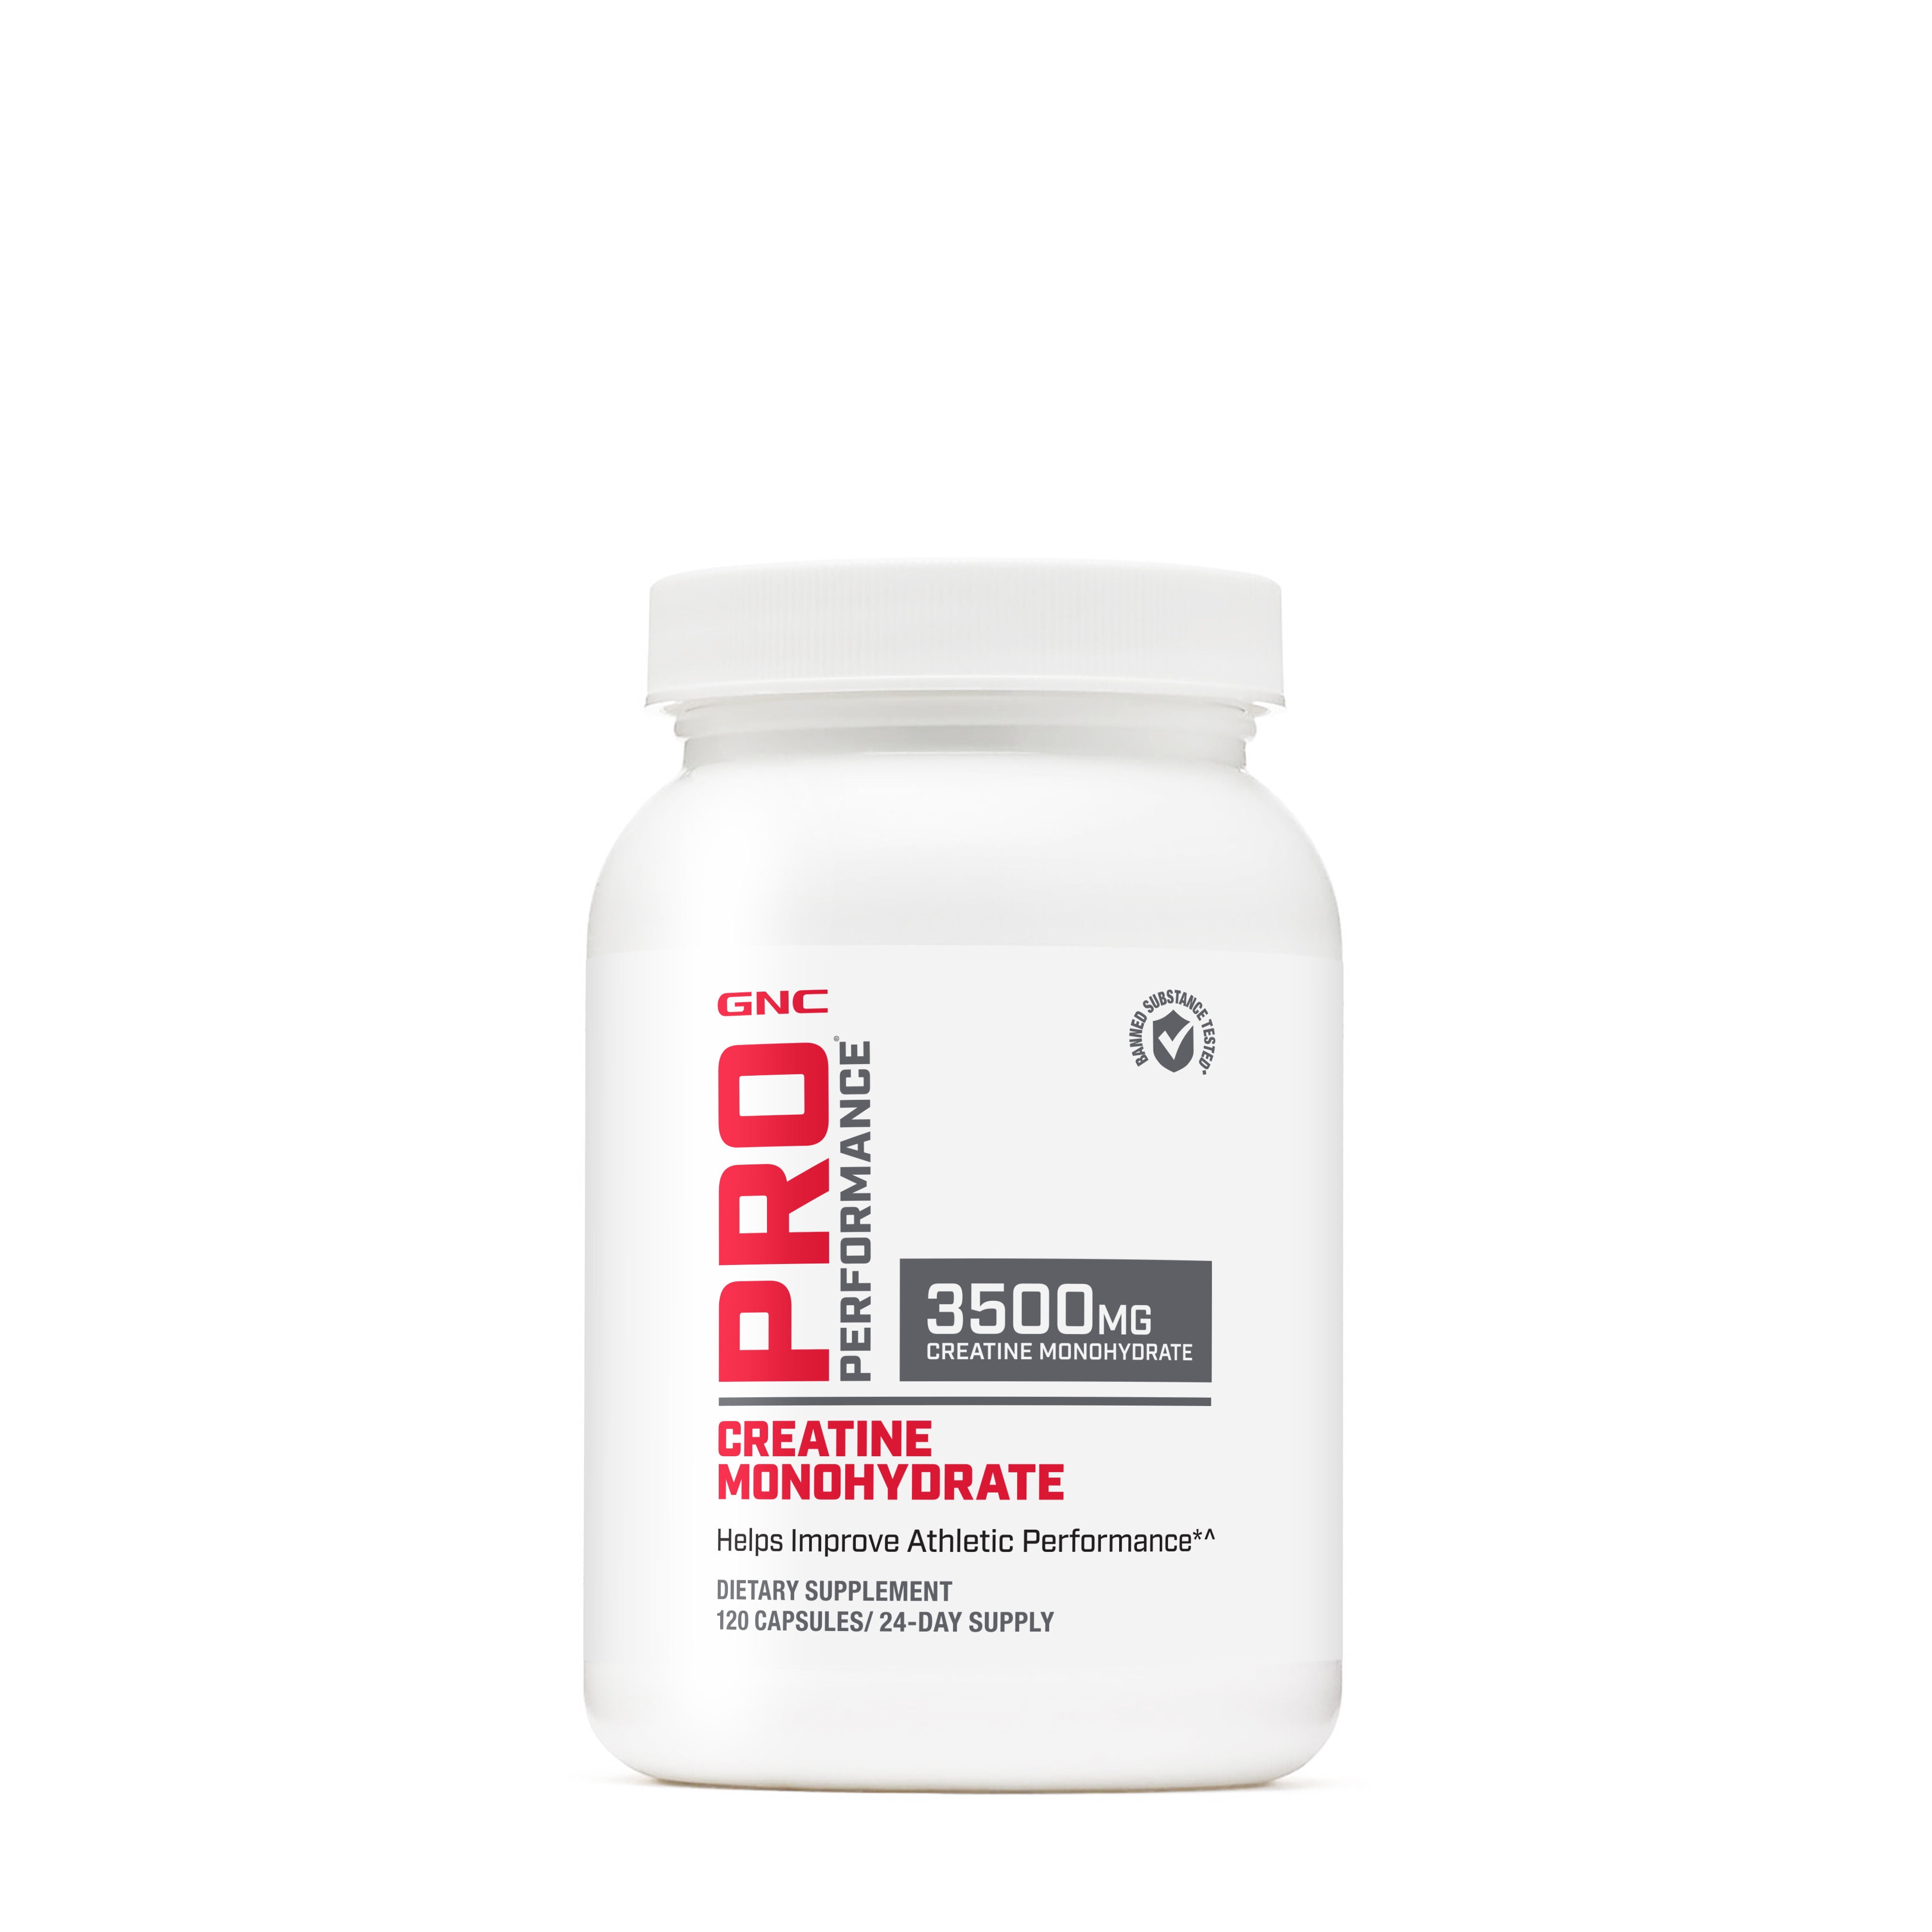 GNC
PRO
PERFORMANCE®
BANNED SUBSTANCE TESTED•
3500MG
CREATINE MONOHYDRATE
CREATINE
MONOHYDRATE
Helps Improve Athletic Performance*^
DIETARY SUPPLEMENT
120 CAPSULES/ 24-DAY SUPPLY